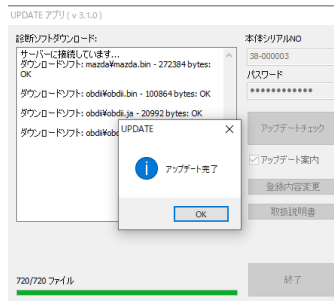 UPDATE アプリ ( v 3.1.0 )
診断ソフトダウンロード:
サーバーに接続しています...
ダウンロードソフト: mazda¥mazda.bin - 272384 bytes:
OK
ダウンロードソフト: obdii¥obdii.bin - 100864 bytes: OK
ダウンロードソフト: obdii¥obdii.ja - 20992 bytes: OK
ダウンロードソフト: obdii¥obd
720/720 ファイル
UPDATE
アップデート完了
OK
本体シリアルNO
38-000003
パスワード
アップデートチェック
アップデート案内
登録内容変更
取扱説明書
終了